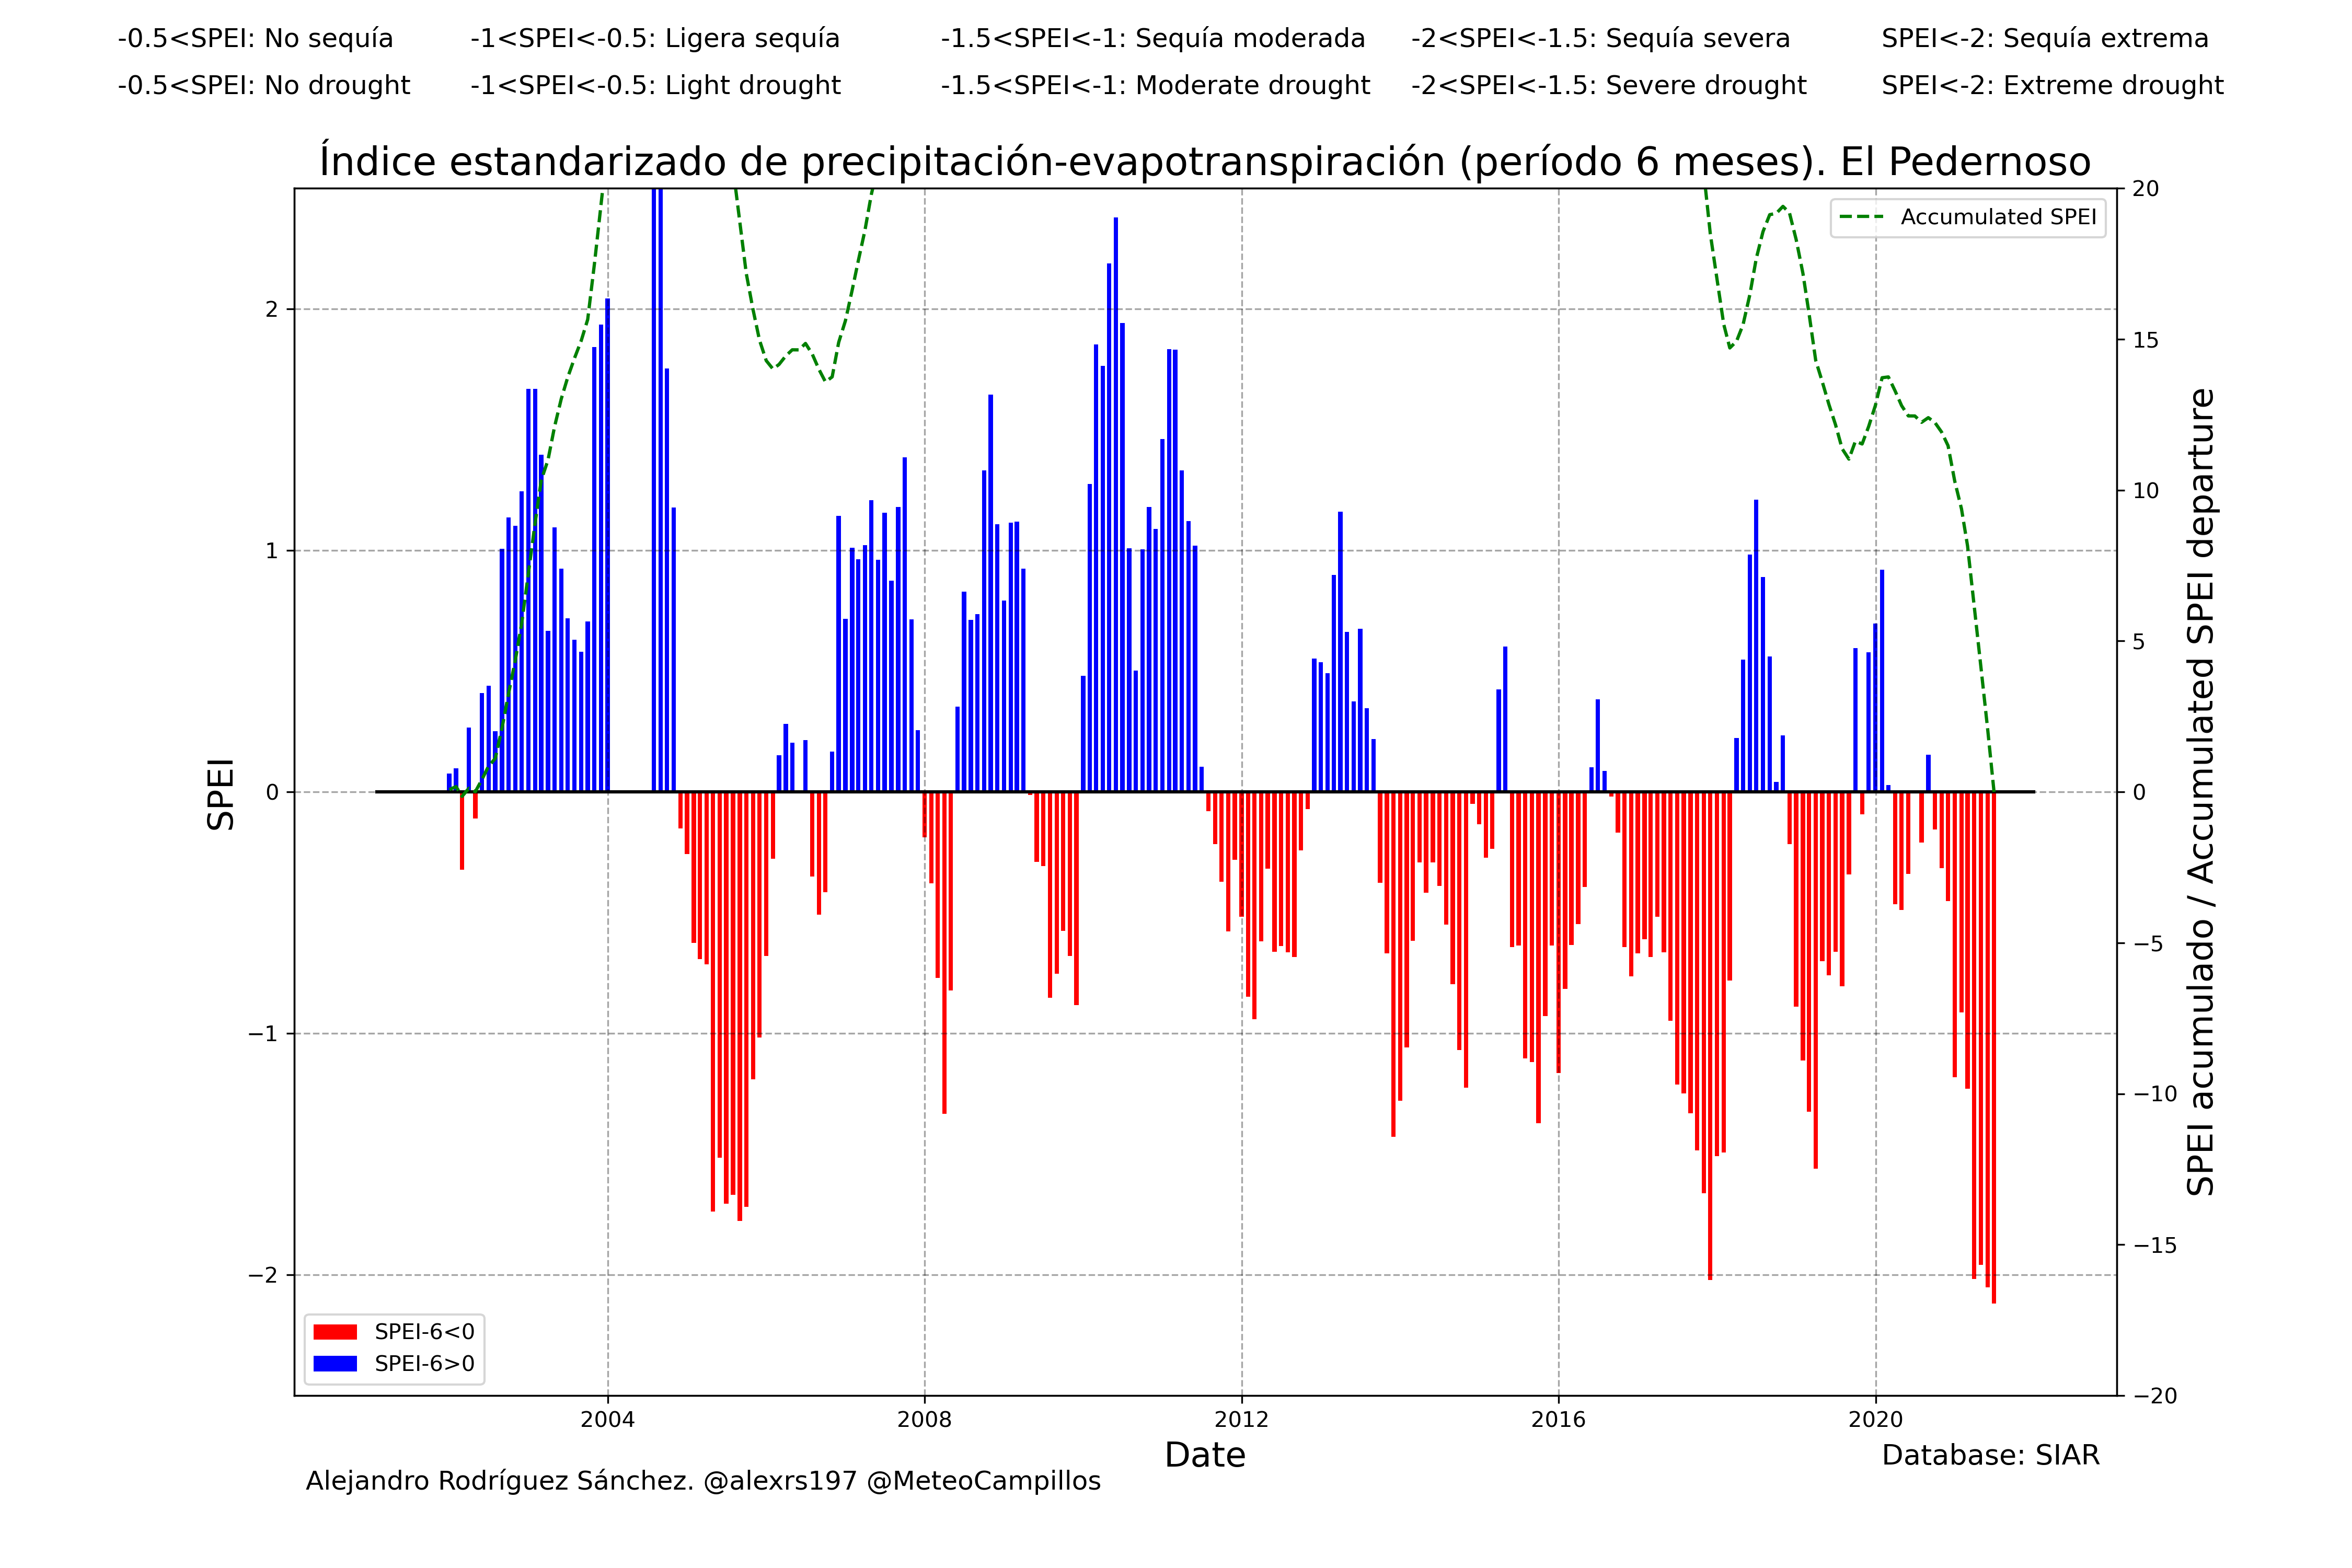 -0.5<SPEI: No sequía -1<SPEI<-0.5: Ligera sequía -1.5<SPEI<-1: Sequía moderada -2<SPEI<-1.5: Sequía severa SPEI<-2: Sequía extrema
-0.5<SPEI: No drought -1<SPEI<-0.5: Light drought -1.5<SPEI<-1: Moderate drought -2<SPEI<-1.5: Severe drought SPEI<-2: Extreme drought
Índice estandarizado de precipitación-evapotranspiración (período 6 meses). El Pedernoso
SPEI
2
1
0
−1
−2
Accumulated SPEI
20
15
10
5
0
−5
−10
−15
−20
SPEI acumulado / Accumulated SPEI departure
SPEI-6<0
SPEI-6>0
2004 2008 2012 2016 2020
Date
Database: SIAR
Alejandro Rodríguez Sánchez. @alexrs197 @MeteoCampillos